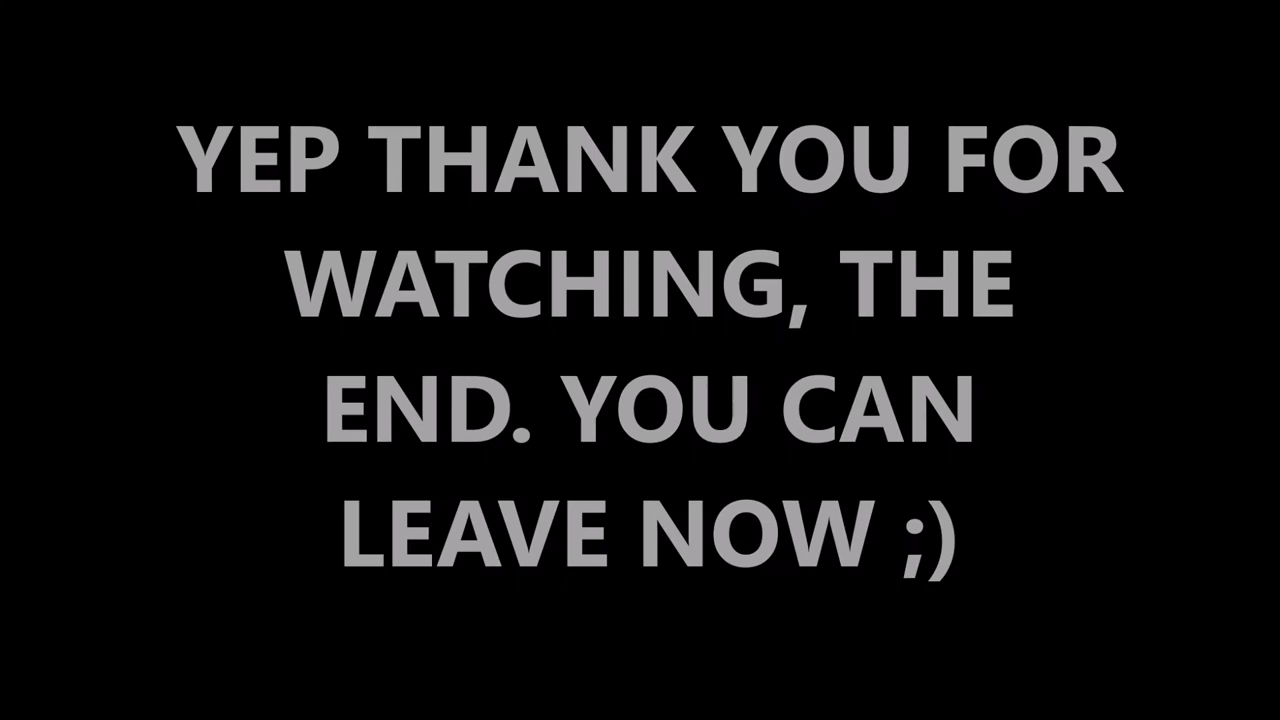 YEP THANK YOU FOR
WATCHING, THE
END. YOU CAN
LEAVE NOW ;)